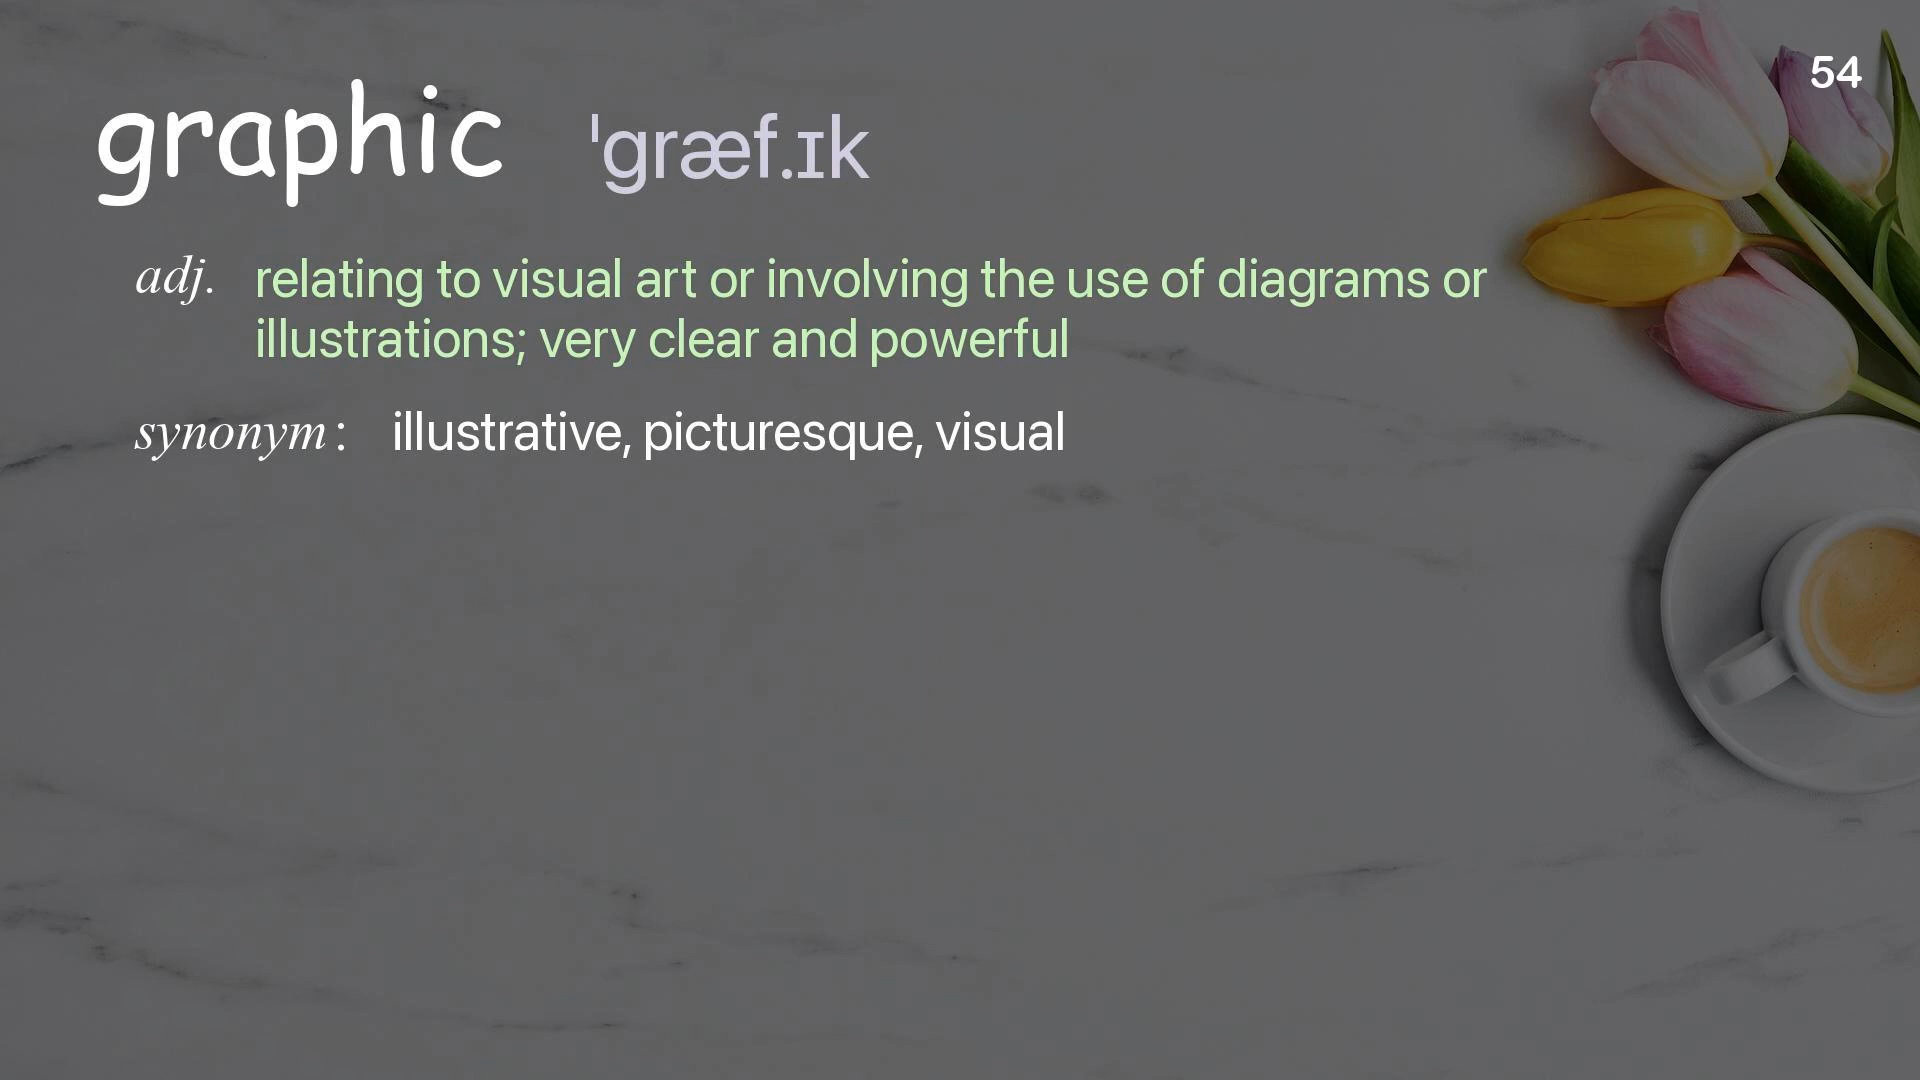 54
graphic ˈɡræf.ɪk
adj. relating to visual art or involving the use of diagrams or
illustrations; very clear and powerful
synonym : illustrative, picturesque, visual